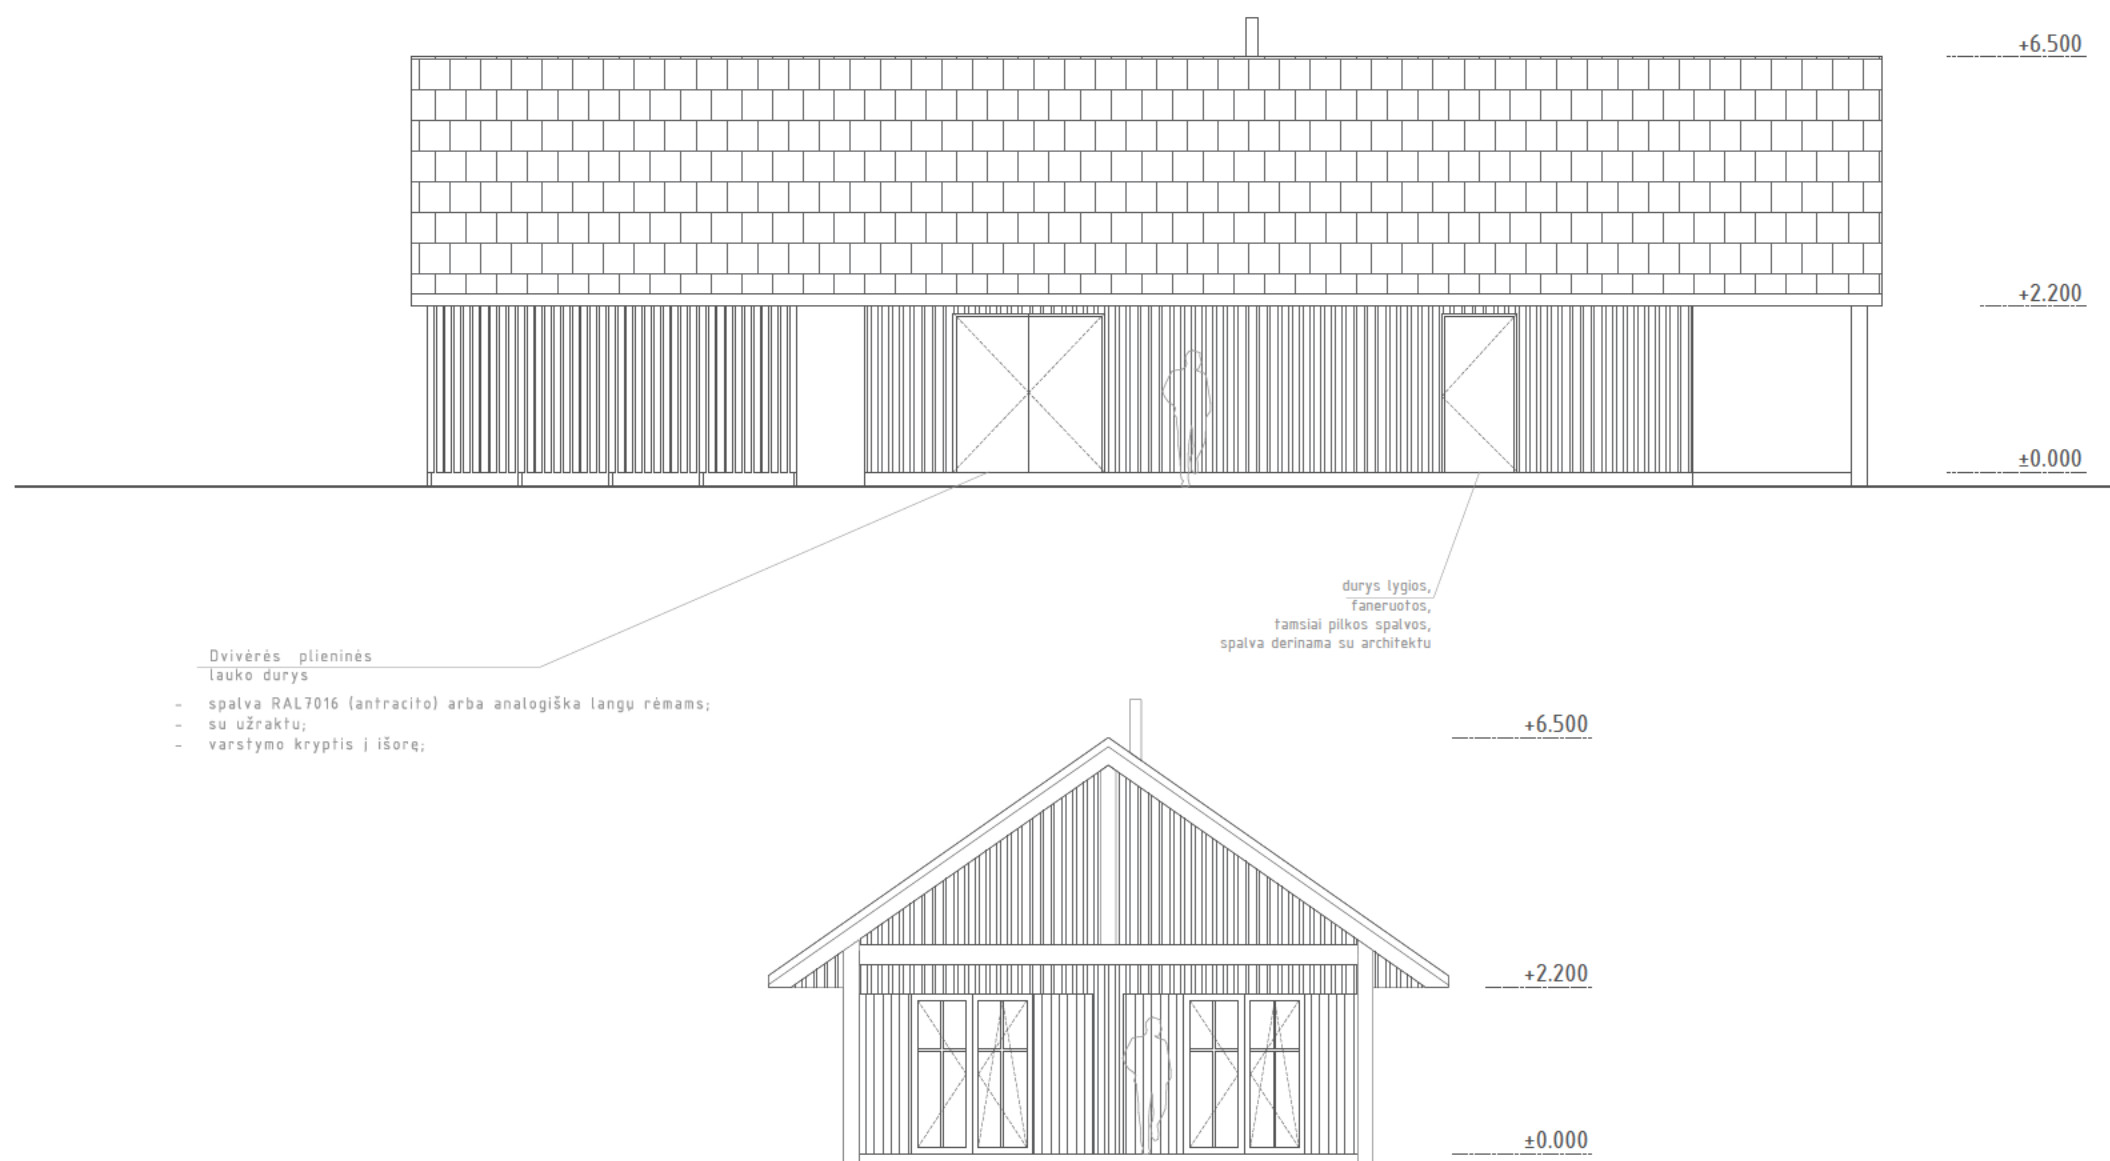 +6.500
+2.200
±0.000
durys lygios,
faneruotos,
tamsiai pilkos spalvos,
spalva derinama su architektu
Dvivėrės plieninės
lauko durys
- spalva RAL7016 (antracito) arba analogiška langų rėmams;
- su užraktu;
- varstymo kryptis į išorę;
+6.500
+2.200
±0.000